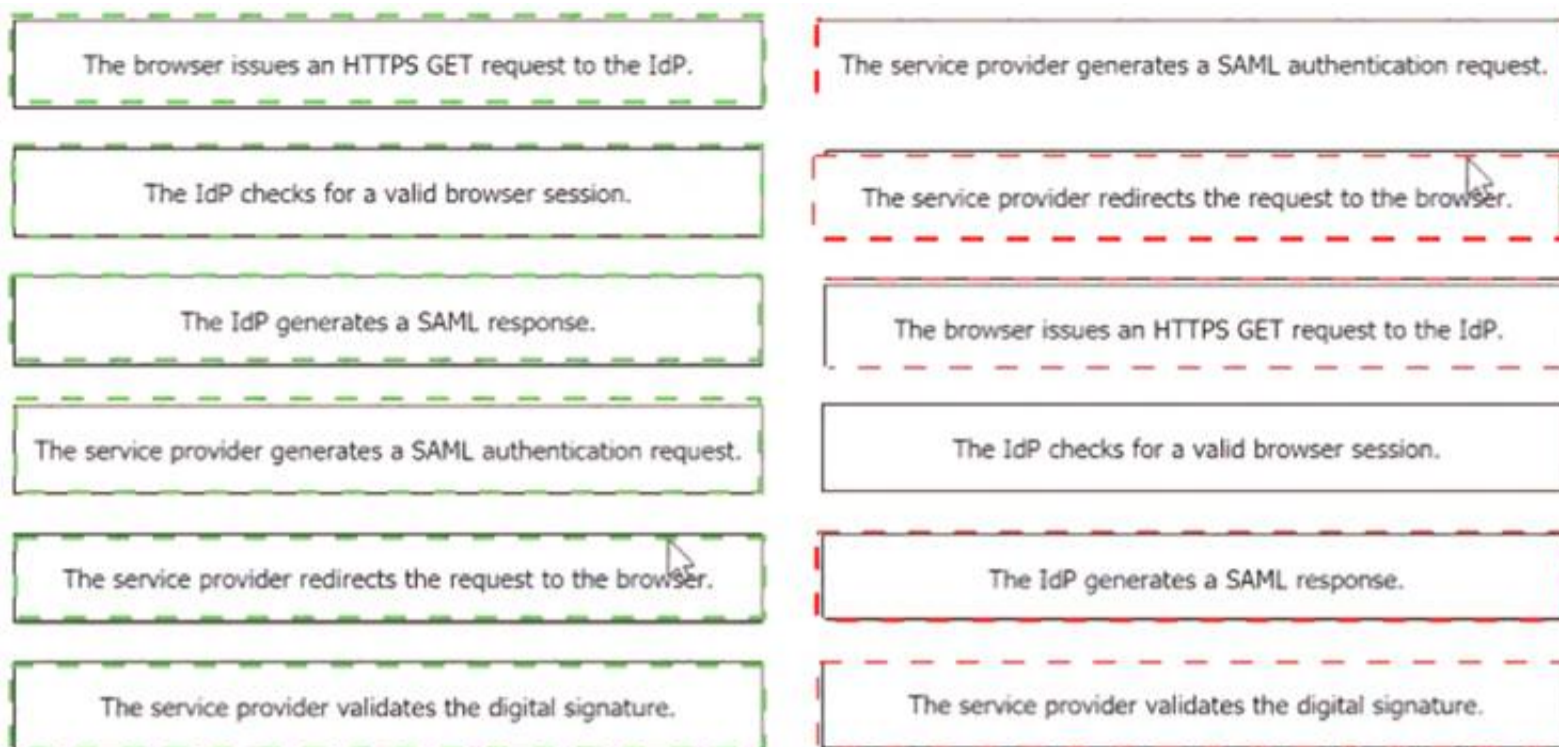 The browser issues an HTTPS GET request to the IdP.
The IdP checks for a valid browser session.
The IdP generates a SAML response.
The service provider generates a SAML authentication request.
The service provider redirects the request to the browser.
The service provider validates the digital signature.
The service provider generates a SAML authentication request.
The service provider redirects the request to the browser.
The browser issues an HTTPS GET request to the IdP.
The IdP checks for a valid browser session.
The IdP generates a SAML response.
The service provider validates the digital signature.